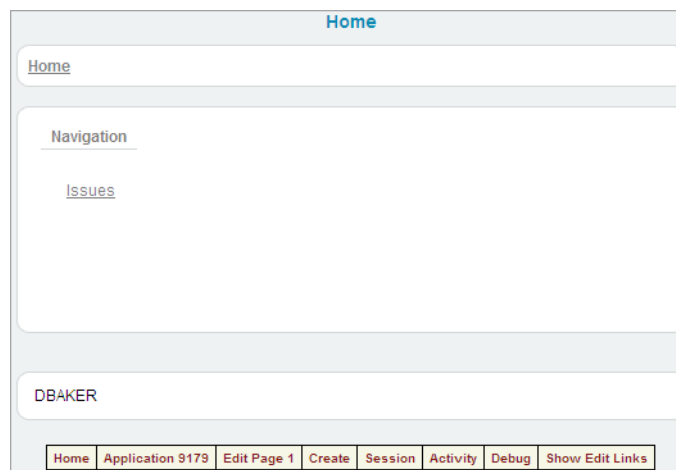 Home
Home
Navigation
Issues
DBAKER
Home Application 9179 Edit Page 1 Create Session Activity Debug Show Edit Links